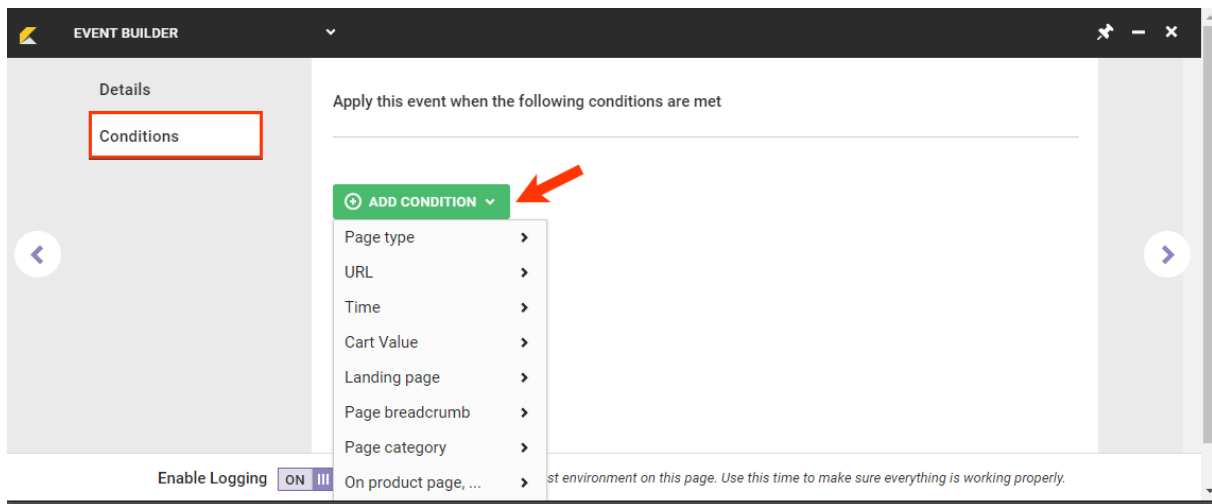 EVENT BUILDER
Details
Conditions
Apply this event when the following conditions are met
ADD CONDITION
Page type
URL
Time
Cart Value
Landing page
Page breadcrumb
Page category
On product page, ...
Enable Logging ON st environment on this page. Use this time to make sure everything is working properly.